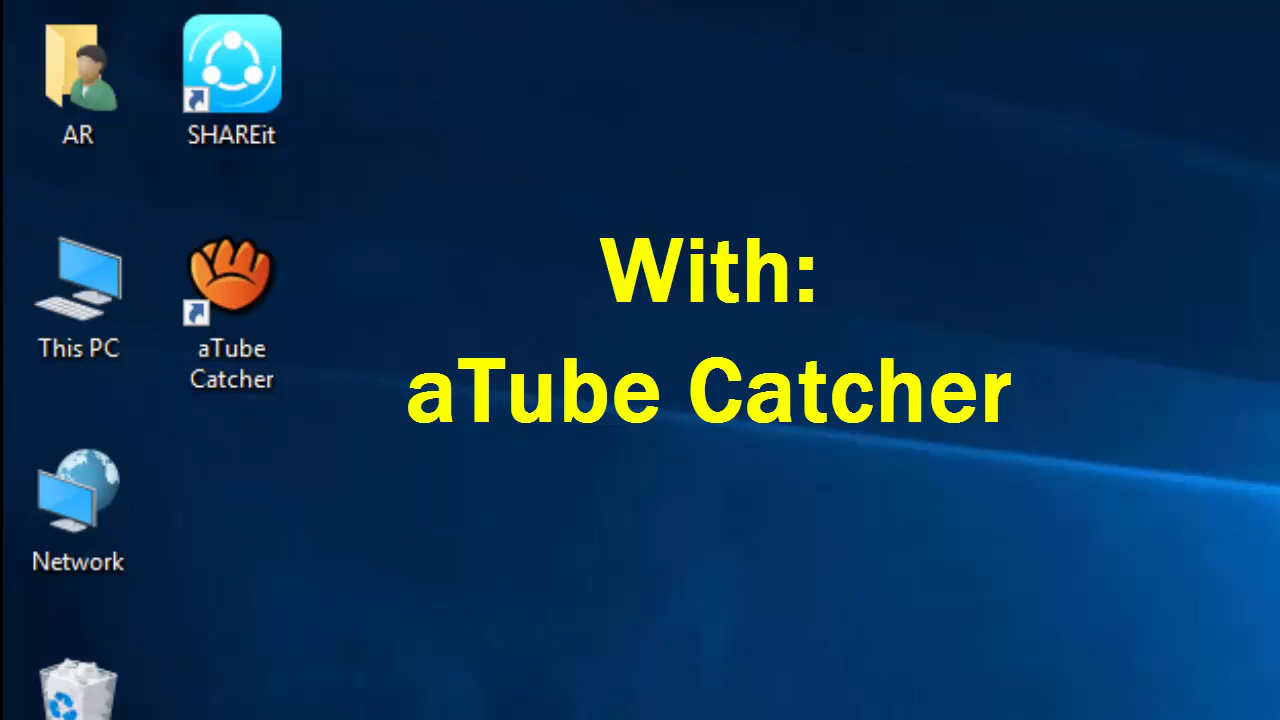 AR
SHAREit
This PC
aTube
Catcher
Network
With:
aTube Catcher